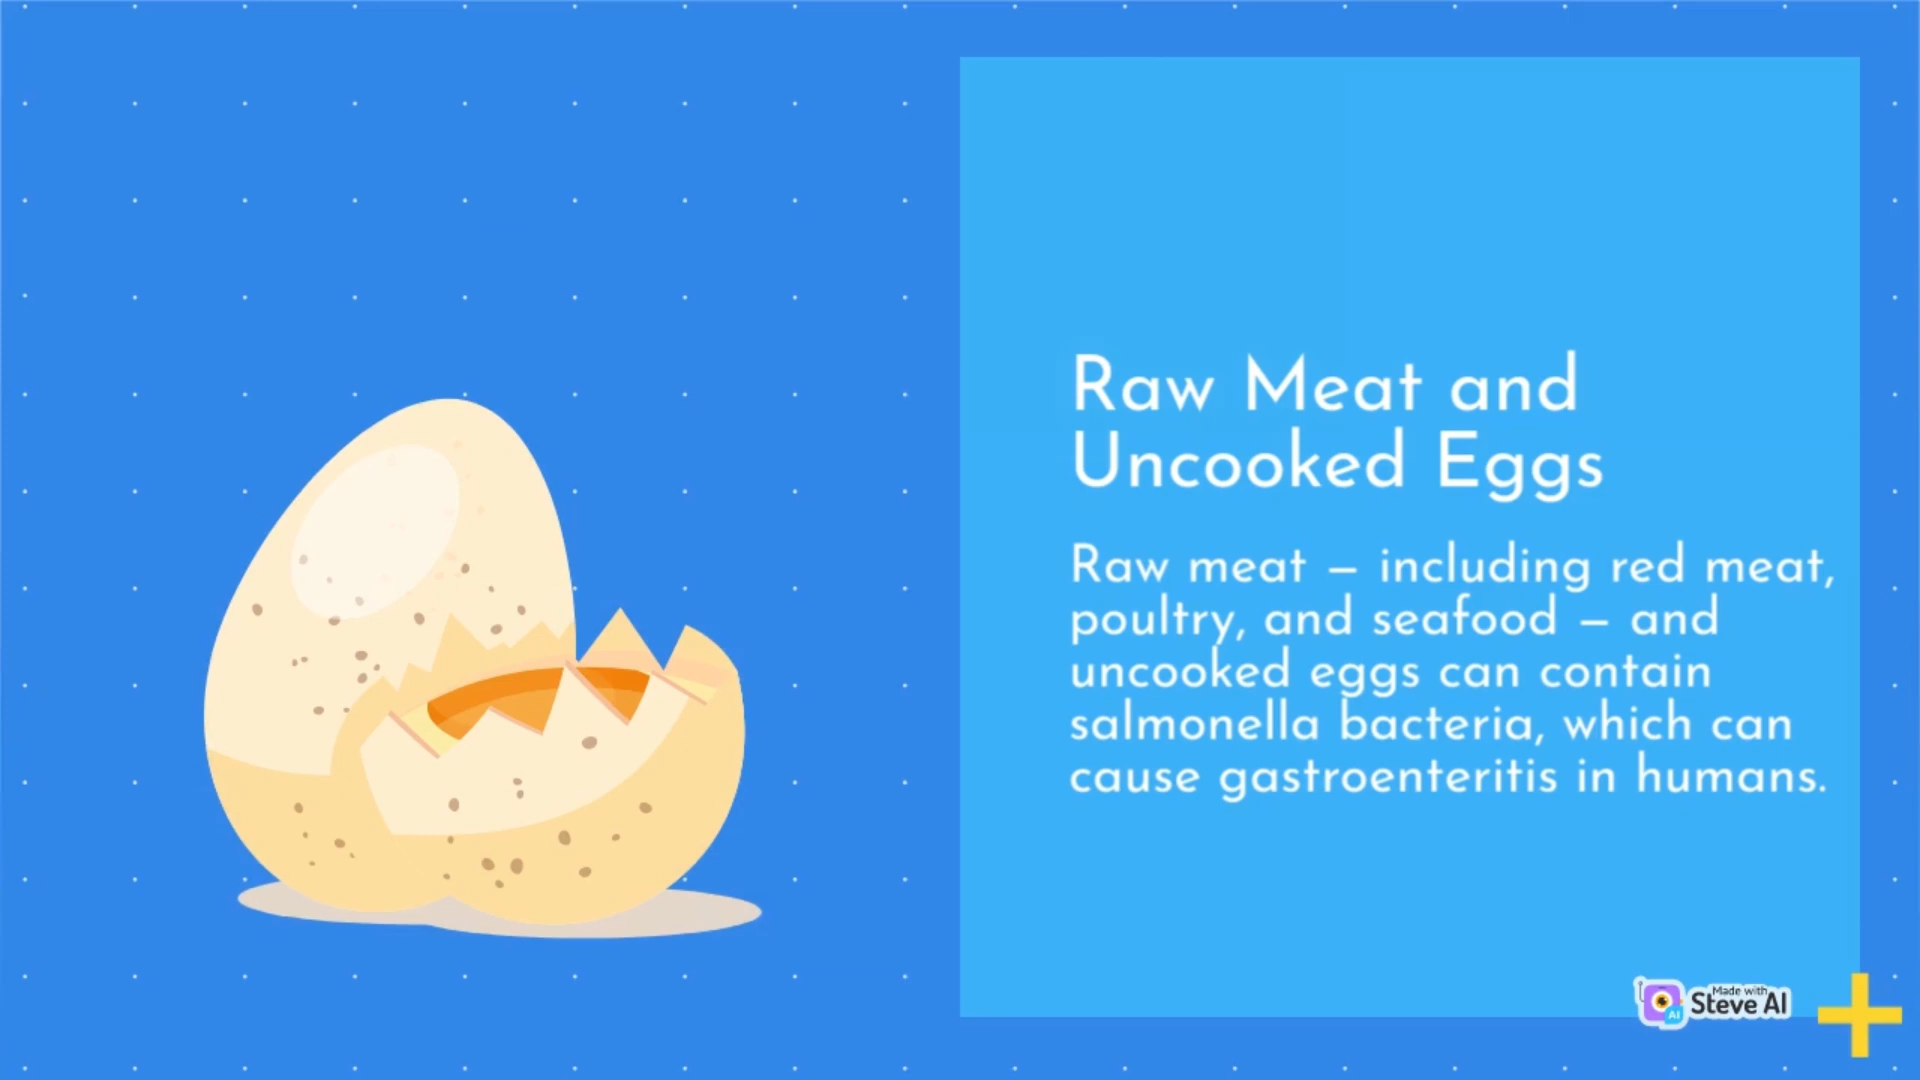 Raw Meat and
Uncooked Eggs
Raw meat – including red meat,
poultry, and seafood – and
uncooked eggs can contain
salmonella bacteria, which can
cause gastroenteritis in humans.
Made with
Steve AI
AI